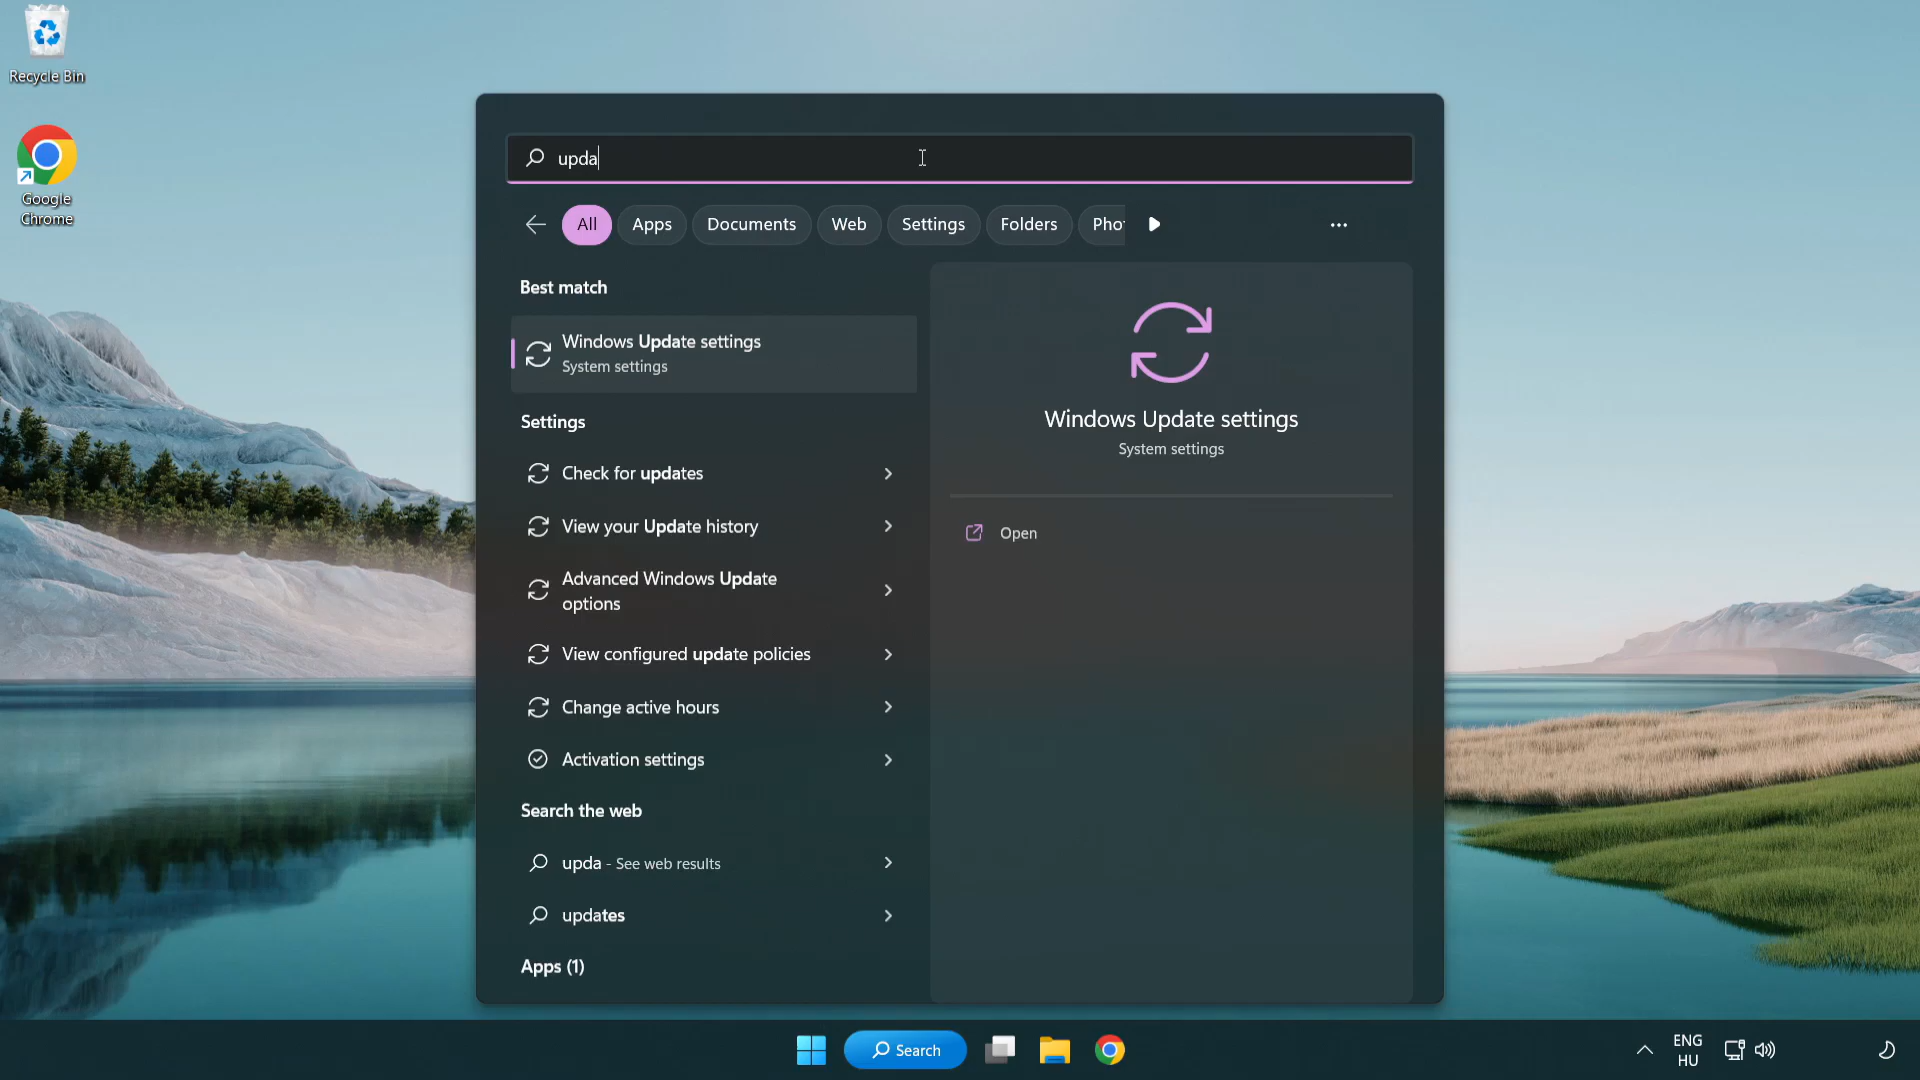 Recycle Bin
Google
Chrome
upda
All
Apps
Documents
Web
Settings
Folders
Pho
Best match
Windows Update settings
System settings
Settings
Check for updates
View your Update history
Advanced Windows Update
options
View configured update policies
Change active hours
Activation settings
Search the web
upda - See web results
updates
Apps (1)
Windows Update settings
System settings
Open
Search
ENG
HU